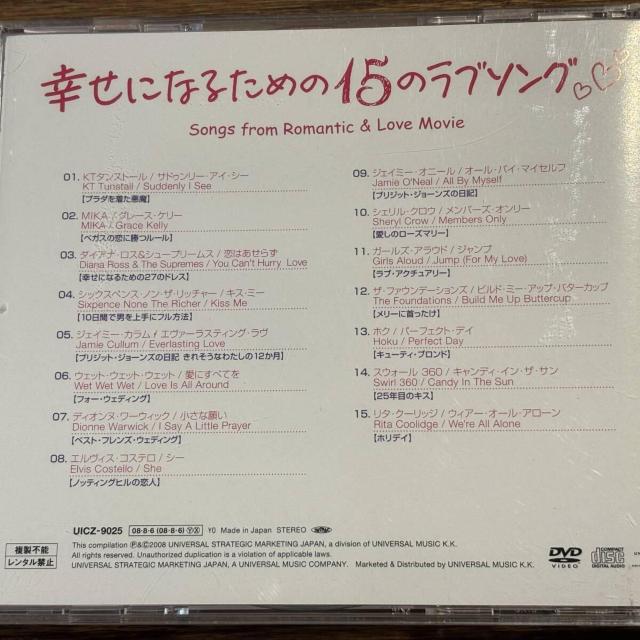 幸せになるための15のラブソング
Songs from Romantic & Love Movie
01. KTタンストール / サドゥンリー・アイ・シー
KT Tunstall / Suddenly I See
【プラダを着た悪魔】
02. MIKA / グレース・ケリー
MIKA / Grace Kelly
【ベガスの恋に勝つルール】
03. ダイアナ・ロス&シュープリームス / 恋はあせらず
Diana Ross & The Supremes / You Can't Hurry Love
【幸せになるための27のドレス】
04. シックスペンス・ノン・ザ・リッチャー / キス・ミー
Sixpence None The Richer / Kiss Me
【10日間で男を上手にフル方法】
05. ジェイミー・カラム / エヴァーラスティング・ラヴ
Jamie Cullum / Everlasting Love
【ブリジット・ジョーンズの日記 きれそうなわたしの12か月】
06. ウェット・ウェット・ウェット / 愛にすべてを
Wet Wet Wet / Love Is All Around
【フォー・ウェディング】
07. ディオンヌ・ワーウィック / 小さな願い
Dionne Warwick / I Say A Little Prayer
【ベスト・フレンズ・ウェディング】
08. エルヴィス・コステロ / シー
Elvis Costello / She
【ノッティングヒルの恋人】
09. ジェイミー・オニール / オール・バイ・マイセルフ
Jamie O'Neal / All By Myself
【ブリジット・ジョーンズの日記】
10. シェリル・クロウ / メンバーズ・オンリー
Sheryl Crow / Members Only
【愛しのローズマリー】
11. ガールズ・アラウド / ジャンプ
Girls Aloud / Jump (For My Love)
【ラブ・アクチュアリー】
12. ザ・ファウンデーションズ / ビルド・ミー・アップ・バターカップ
The Foundations / Build Me Up Buttercup
【メリーに首ったけ】
13. ホク / パーフェクト・デイ
Hoku / Perfect Day
【キューティ・ブロンド】
14. スウォール 360 / キャンディ・イン・ザ・サン
Swirl 360 / Candy In The Sun
【25年目のキス】
15. リタ・クーリッジ / ウィアー・オール・アローン
Rita Coolidge / We're All Alone
【ホリデイ】
UICZ-9025 08・8・6 (08・8・6) Ⓨ Ⓧ Y0 Made in Japan STEREO
複製不能
レンタル禁止
This compilation ℗&©2008 UNIVERSAL STRATEGIC MARKETING JAPAN, a division of UNIVERSAL MUSIC K.K.
All rights reserved. Unauthorized duplication is a violation of applicable laws.
UNIVERSAL STRATEGIC MARKETING JAPAN, A UNIVERSAL MUSIC COMPANY. Marketed & Distributed by UNIVERSAL MUSIC K.K.
DVD
VIDEO
COMPACT
disc
DIGITAL AUDIO